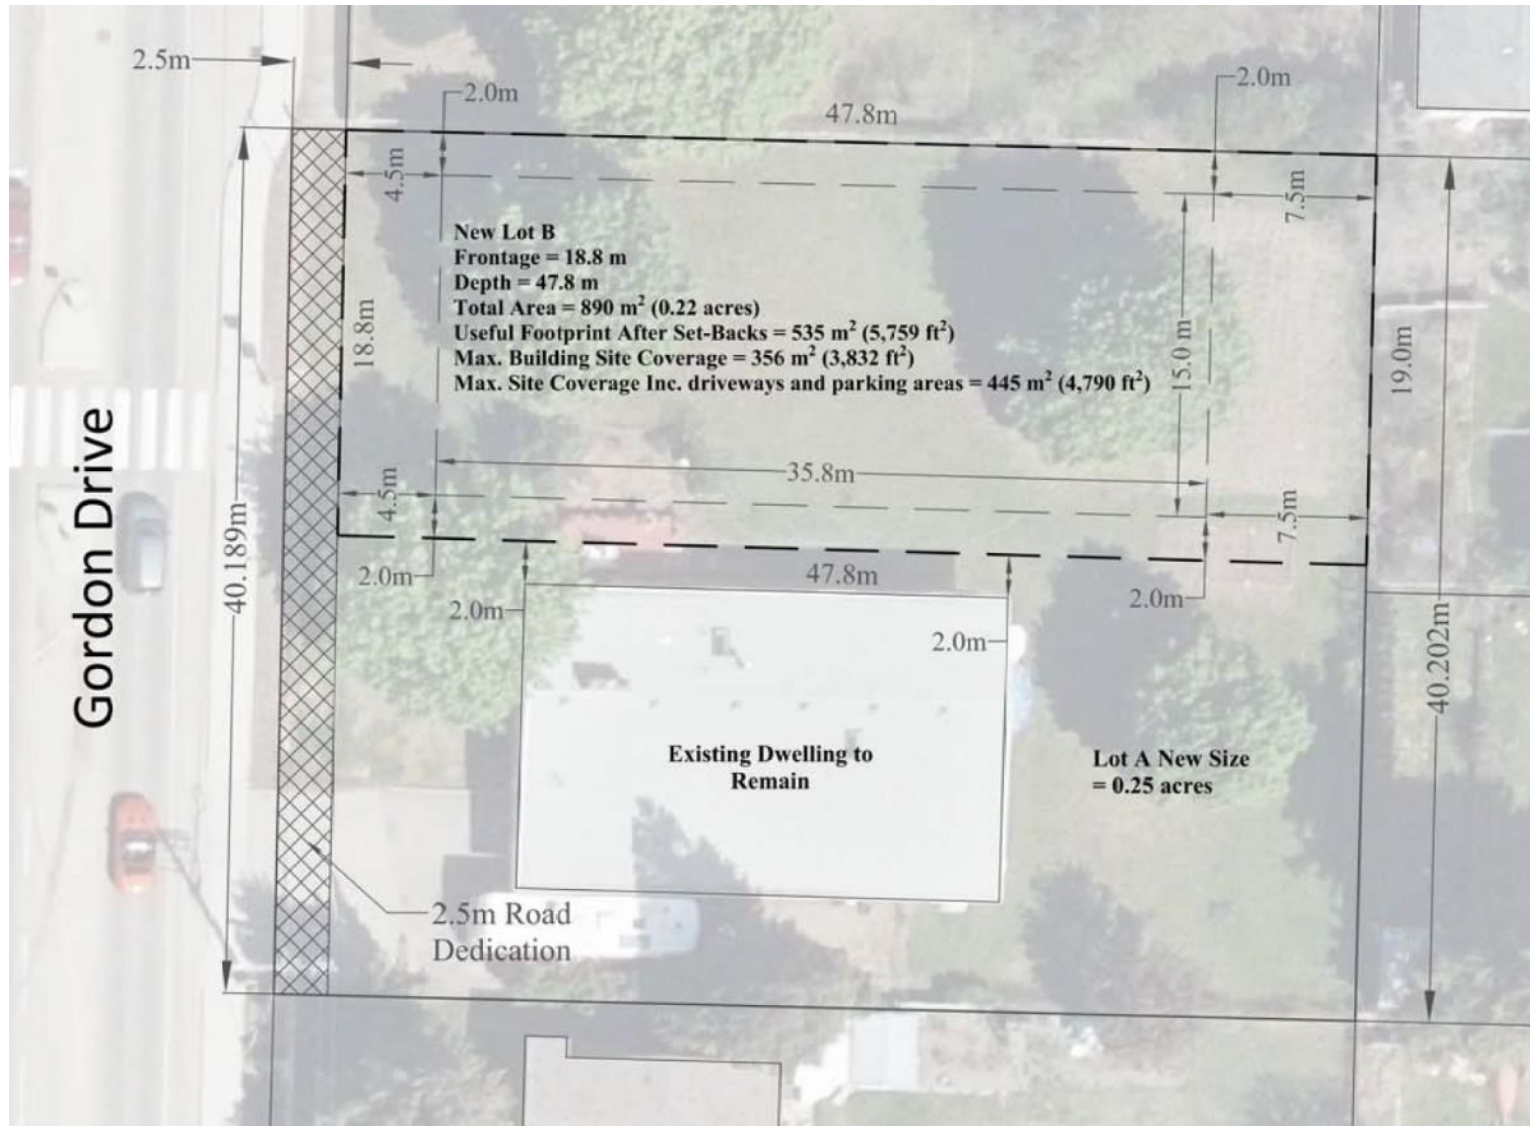 2.5m
2.0m
47.8m
2.0m
4.5m
7.5m
New Lot B
Frontage = 18.8 m
Depth = 47.8 m
Total Area = 890 m² (0.22 acres)
Useful Footprint After Set-Backs = 535 m² (5,759 ft²)
Max. Building Site Coverage = 356 m² (3,832 ft²)
Max. Site Coverage Inc. driveways and parking areas = 445 m² (4,790 ft²)
18.8m
15.0 m
19.0m
Gordon Drive
40.189m
35.8m
4.5m
7.5m
2.0m
47.8m
2.0m
2.0m
2.0m
40.202m
Existing Dwelling to
Remain
Lot A New Size
= 0.25 acres
2.5m Road
Dedication